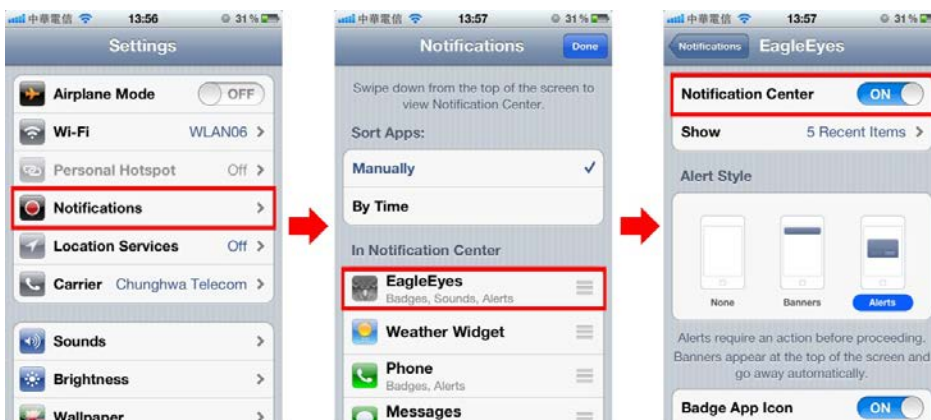 中華電信 13:56 31%
Settings
Airplane Mode OFF
Wi-Fi WLAN06
Personal Hotspot Off
Notifications
Location Services Off
Carrier Chunghwa Telecom
Sounds
Brightness
Wallpaper
中華電信 13:57 31%
Notifications Done
Swipe down from the top of the screen to
view Notification Center.
Sort Apps:
Manually
By Time
In Notification Center
EagleEyes
Badges, Sounds, Alerts
Weather Widget
Phone
Badges, Alerts
Messages
中華電信 13:57 31%
Notifications EagleEyes
Notification Center ON
Show 5 Recent Items
Alert Style
None Banners Alerts
Alerts require an action before proceeding.
Banners appear at the top of the screen and
go away automatically.
Badge App Icon ON